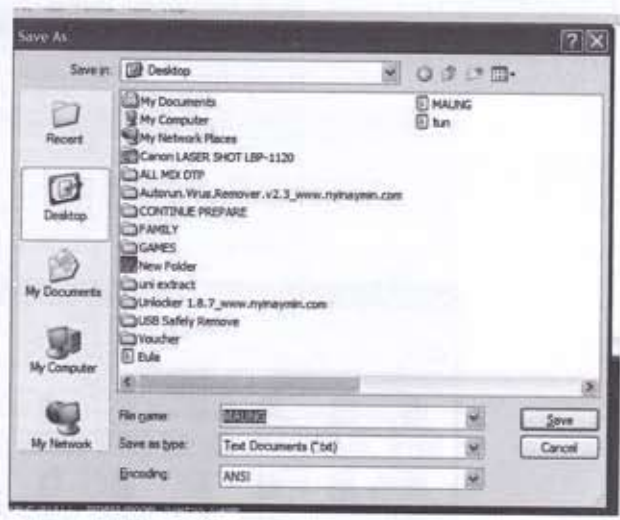 Save As
Save in: Desktop
Recent
Desktop
My Documents
My Computer
My Network
My Documents
My Computer
My Network Places
Canon LASER SHOT LBP-1120
ALL MIX DTP
Autorun.Virus.Remover.v2.3_www.nyinaymin.com
CONTINUE PREPARE
FAMILY
GAMES
New Folder
uni extract
Unlocker 1.8.7_www.nyinaymin.com
USB Safely Remove
Voucher
Eula
MAUNG
tun
File name: MAUNG
Save
Save as type: Text Documents (*.txt)
Cancel
Encoding: ANSI